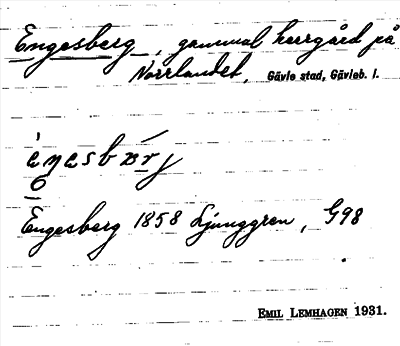 Engesberg, gammal herrgård på
Norrlandet, Gävle stad, Gävleb. l.
Engesberg 1858 Ljunggren, G98
EMIL LEMHAGEN 1931.